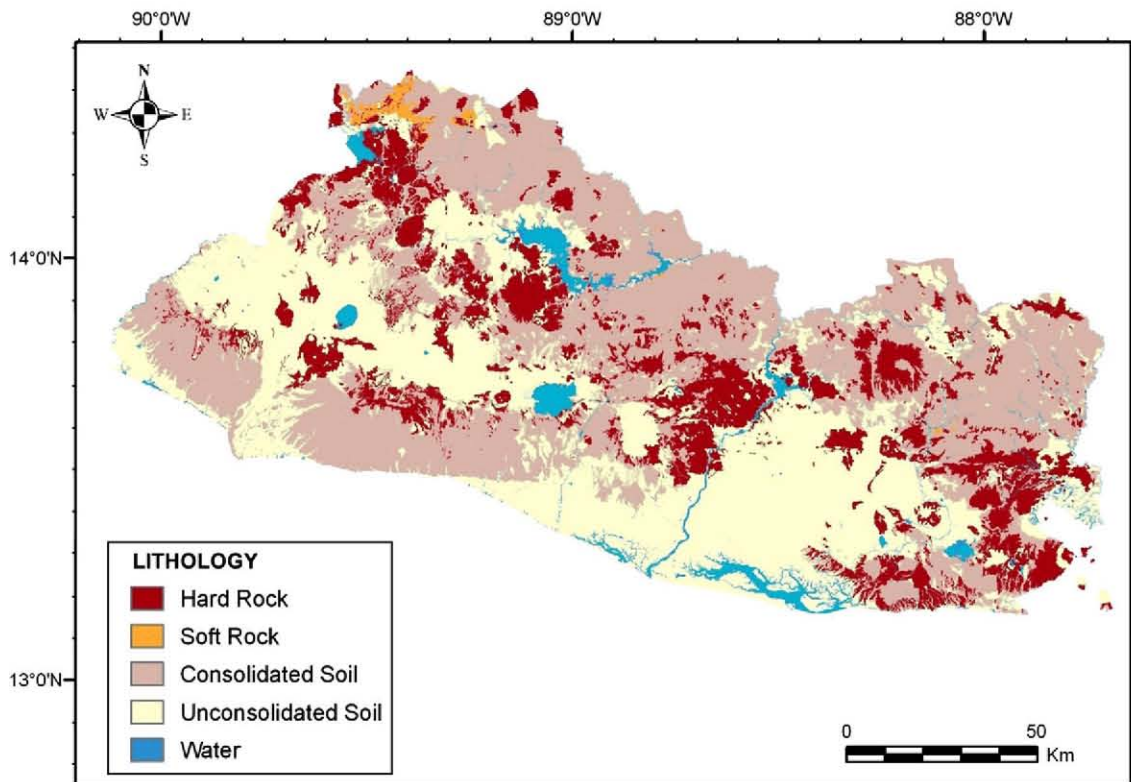 90°0'W 89°0'W 88°0'W
N
W E
S
14°0'N
13°0'N
LITHOLOGY
Hard Rock
Soft Rock
Consolidated Soil
Unconsolidated Soil
Water
0 50
Km